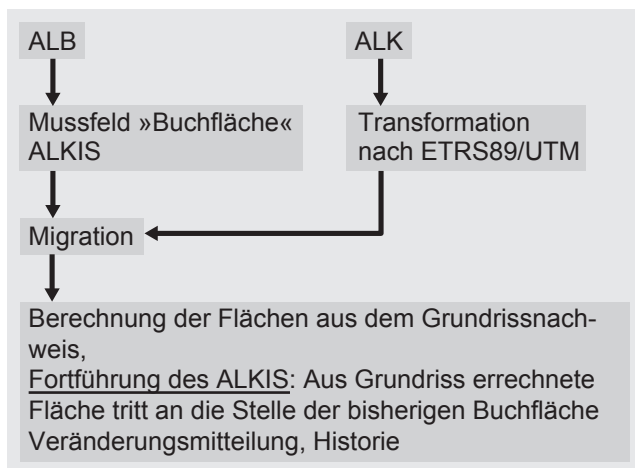 ALB
ALK
Mussfeld »Buchfläche«
ALKIS
Transformation
nach ETRS89/UTM
Migration
Berechnung der Flächen aus dem Grundrissnach-
weis,
Fortführung des ALKIS: Aus Grundriss errechnete
Fläche tritt an die Stelle der bisherigen Buchfläche
Veränderungsmitteilung, Historie